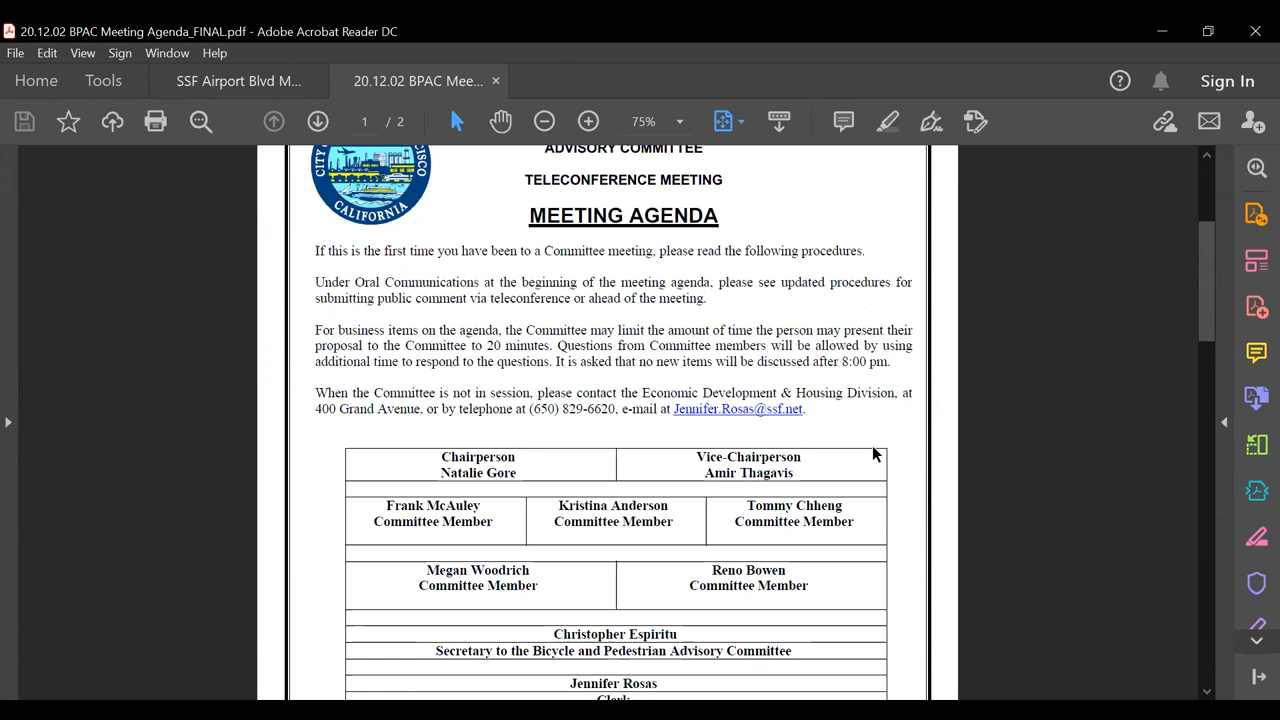 20.12.02 BPAC Meeting Agenda_FINAL.pdf - Adobe Acrobat Reader DC
File Edit View Sign Window Help
Home Tools SSF Airport Blvd M... 20.12.02 BPAC Mee... × Sign In
1 / 2 75%
ADVISORY COMMITTEE
CITY
CISCO
CALIFORNIA
TELECONFERENCE MEETING
MEETING AGENDA
If this is the first time you have been to a Committee meeting, please read the following procedures.
Under Oral Communications at the beginning of the meeting agenda, please see updated procedures for
submitting public comment via teleconference or ahead of the meeting.
For business items on the agenda, the Committee may limit the amount of time the person may present their
proposal to the Committee to 20 minutes. Questions from Committee members will be allowed by using
additional time to respond to the questions. It is asked that no new items will be discussed after 8:00 pm.
When the Committee is not in session, please contact the Economic Development & Housing Division, at
400 Grand Avenue, or by telephone at (650) 829-6620, e-mail at Jennifer.Rosas@ssf.net.
Chairperson Vice-Chairperson
Natalie Gore Amir Thagavis
Frank McAuley Kristina Anderson Tommy Chheng
Committee Member Committee Member Committee Member
Megan Woodrich Reno Bowen
Committee Member Committee Member
Christopher Espiritu
Secretary to the Bicycle and Pedestrian Advisory Committee
Jennifer Rosas
Clerk